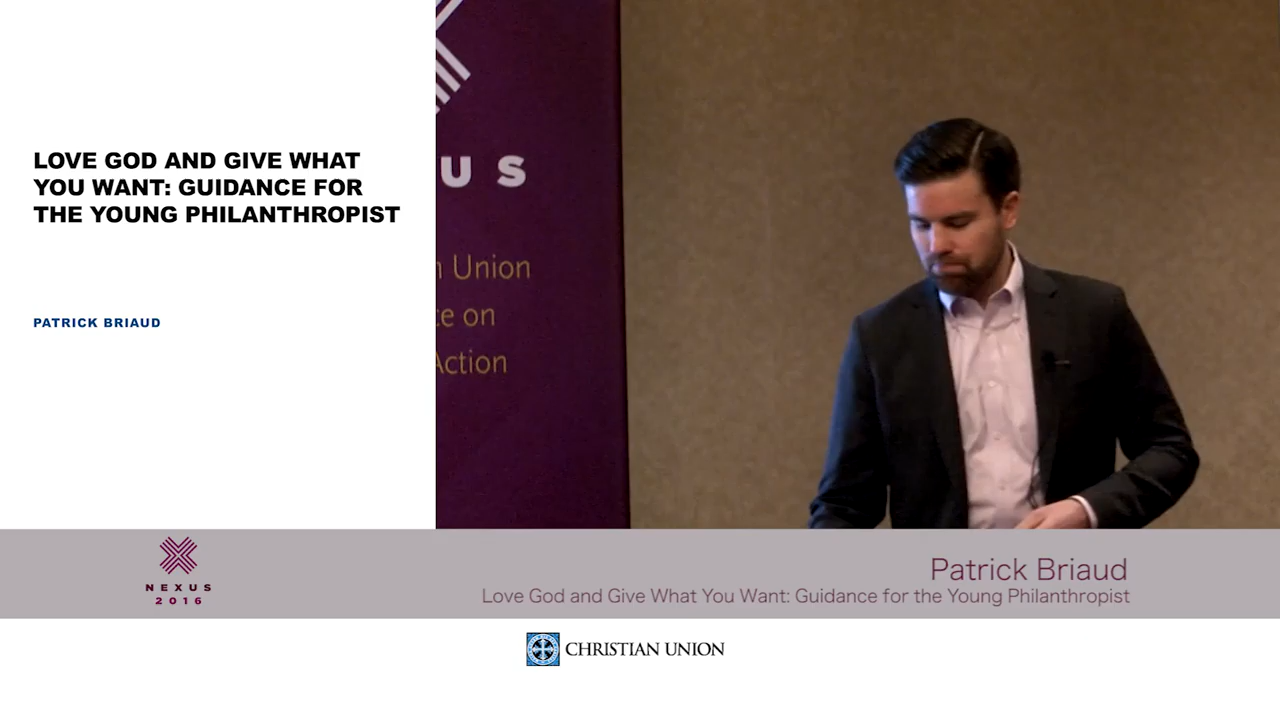 LOVE GOD AND GIVE WHAT
YOU WANT: GUIDANCE FOR
THE YOUNG PHILANTHROPIST
PATRICK BRIAUD
US
Union
on
Action
NEXUS
2016
Patrick Briaud
Love God and Give What You Want: Guidance for the Young Philanthropist
CHRISTIAN UNION